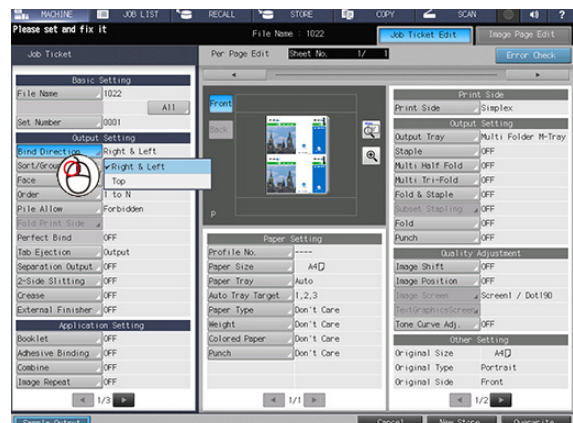 MACHINE JOB LIST RECALL STORE COPY SCAN
Please set and fix it
File Name : 1022
Job Ticket Edit
Image Page Edit
Job Ticket
Per Page Edit
Sheet No. 1/ 1
Error Check
Basic Setting
File Name 1022
All
Set Number 0001
Output Setting
Bind Direction Right & Left
Right & Left
Top
Face
Order 1 to N
Pile Allow Forbidden
Fold Print Side
Perfect Bind OFF
Tab Ejection Output
Separation Output OFF
2-Side Slitting OFF
Crease OFF
External Finisher OFF
Application Setting
Booklet OFF
Adhesive Binding OFF
Combine OFF
Image Repeat OFF
1/3
Front
Back
P
Paper Setting
Profile No. ----
Paper Size A4
Paper Tray Auto
Auto Tray Target 1,2,3
Paper Type Don't Care
Weight Don't Care
Colored Paper Don't Care
Punch Don't Care
1/1
Print Side
Print Side Simplex
Output Setting
Output Tray Multi Folder M-Tray
Staple OFF
Multi Half Fold OFF
Multi Tri-Fold OFF
Fold & Staple OFF
Subset Stapling OFF
Fold OFF
Punch OFF
Quality Adjustment
Image Shift OFF
Image Position OFF
Image Screen Screen1 / Dot190
TextGraphicsScreen
Tone Curve Adj. OFF
Other Setting
Original Size A4
Original Type Portrait
Original Side Front
1/2
Sample Output
Cancel
New Store
Overwrite